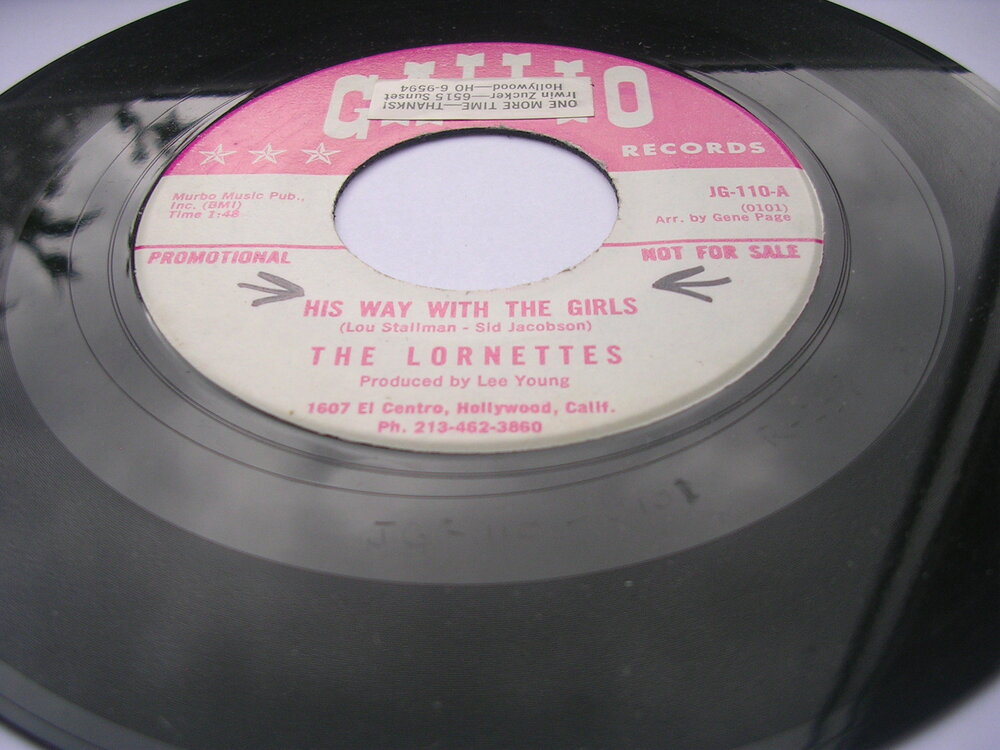 ONE MORE TIME—THANKS!
Irwin Zucker—6515 Sunset
Hollywood—HO 6-9594
RECORDS
Murbo Music Pub.,
Inc. (BMI)
Time 1:48
JG-110-A
(0101)
Arr. by Gene Page
PROMOTIONAL
NOT FOR SALE
HIS WAY WITH THE GIRLS
(Lou Stallman - Sid Jacobson)
THE LORNETTES
Produced by Lee Young
1607 El Centro, Hollywood, Calif.
Ph. 213-462-3860